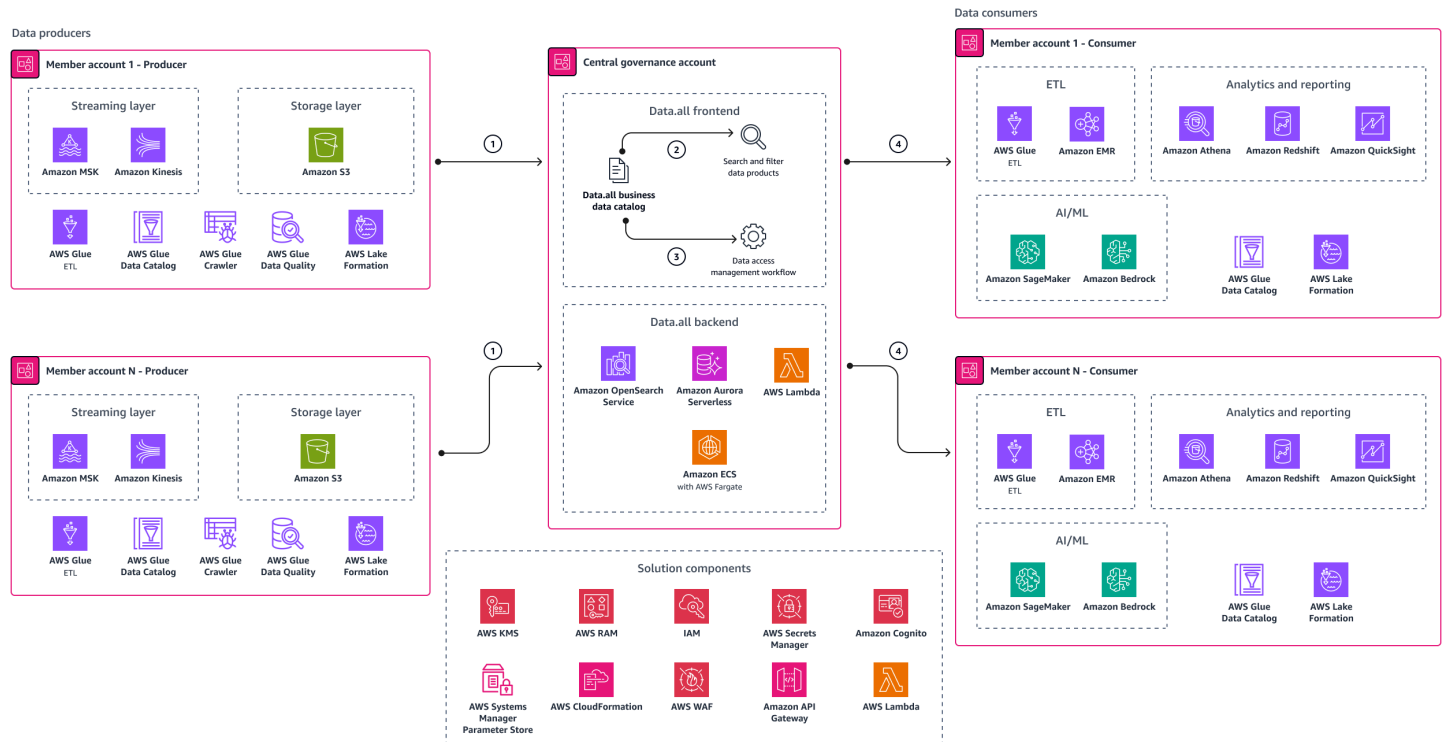 Data producers
Member account 1 - Producer
Streaming layer
Amazon MSK
Amazon Kinesis
Storage layer
Amazon S3
AWS Glue
ETL
AWS Glue
Data Catalog
AWS Glue
Crawler
AWS Glue
Data Quality
AWS Lake
Formation
Member account N - Producer
Streaming layer
Amazon MSK
Amazon Kinesis
Storage layer
Amazon S3
AWS Glue
ETL
AWS Glue
Data Catalog
AWS Glue
Crawler
AWS Glue
Data Quality
AWS Lake
Formation
1
1
Central governance account
Data.all frontend
2
Search and filter
data products
Data.all business
data catalog
3
Data access
management workflow
Data.all backend
Amazon OpenSearch
Service
Amazon Aurora
Serverless
AWS Lambda
Amazon ECS
with AWS Fargate
Solution components
AWS KMS
AWS RAM
IAM
AWS Secrets
Manager
Amazon Cognito
AWS Systems
Manager
Parameter Store
AWS CloudFormation
AWS WAF
Amazon API
Gateway
AWS Lambda
4
4
Data consumers
Member account 1 - Consumer
ETL
AWS Glue
ETL
Amazon EMR
Analytics and reporting
Amazon Athena
Amazon Redshift
Amazon QuickSight
AI/ML
Amazon SageMaker
Amazon Bedrock
AWS Glue
Data Catalog
AWS Lake
Formation
Member account N - Consumer
ETL
AWS Glue
ETL
Amazon EMR
Analytics and reporting
Amazon Athena
Amazon Redshift
Amazon QuickSight
AI/ML
Amazon SageMaker
Amazon Bedrock
AWS Glue
Data Catalog
AWS Lake
Formation